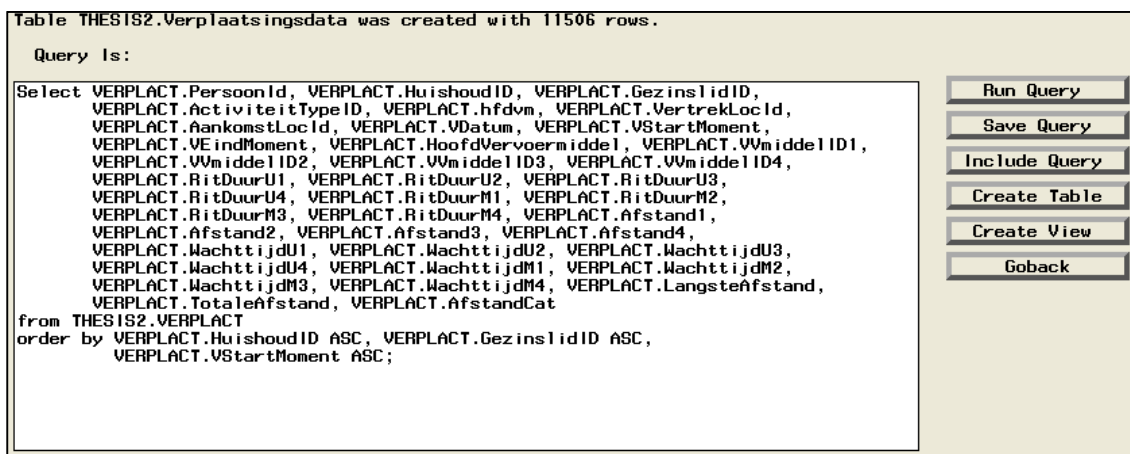 Table THESIS2.Verplaatsingsdata was created with 11506 rows.
Query Is:
Select VERPLACT.PersoonId, VERPLACT.HuishoudID, VERPLACT.GezinslidID,
VERPLACT.ActiviteitTypeID, VERPLACT.hfdvm, VERPLACT.VertrekLocId,
VERPLACT.AankomstLocId, VERPLACT.VDatum, VERPLACT.VStartMoment,
VERPLACT.VEindMoment, VERPLACT.HoofdVervoermiddel, VERPLACT.VVmiddelID1,
VERPLACT.VVmiddelID2, VERPLACT.VVmiddelID3, VERPLACT.VVmiddelID4,
VERPLACT.RitDuurU1, VERPLACT.RitDuurU2, VERPLACT.RitDuurU3,
VERPLACT.RitDuurU4, VERPLACT.RitDuurM1, VERPLACT.RitDuurM2,
VERPLACT.RitDuurM3, VERPLACT.RitDuurM4, VERPLACT.Afstand1,
VERPLACT.Afstand2, VERPLACT.Afstand3, VERPLACT.Afstand4,
VERPLACT.WachttijdU1, VERPLACT.WachttijdU2, VERPLACT.WachttijdU3,
VERPLACT.WachttijdU4, VERPLACT.WachttijdM1, VERPLACT.WachttijdM2,
VERPLACT.WachttijdM3, VERPLACT.WachttijdM4, VERPLACT.LangsteAfstand,
VERPLACT.TotaleAfstand, VERPLACT.AfstandCat
from THESIS2.VERPLACT
order by VERPLACT.HuishoudID ASC, VERPLACT.GezinslidID ASC,
VERPLACT.VStartMoment ASC;
Run Query
Save Query
Include Query
Create Table
Create View
Goback